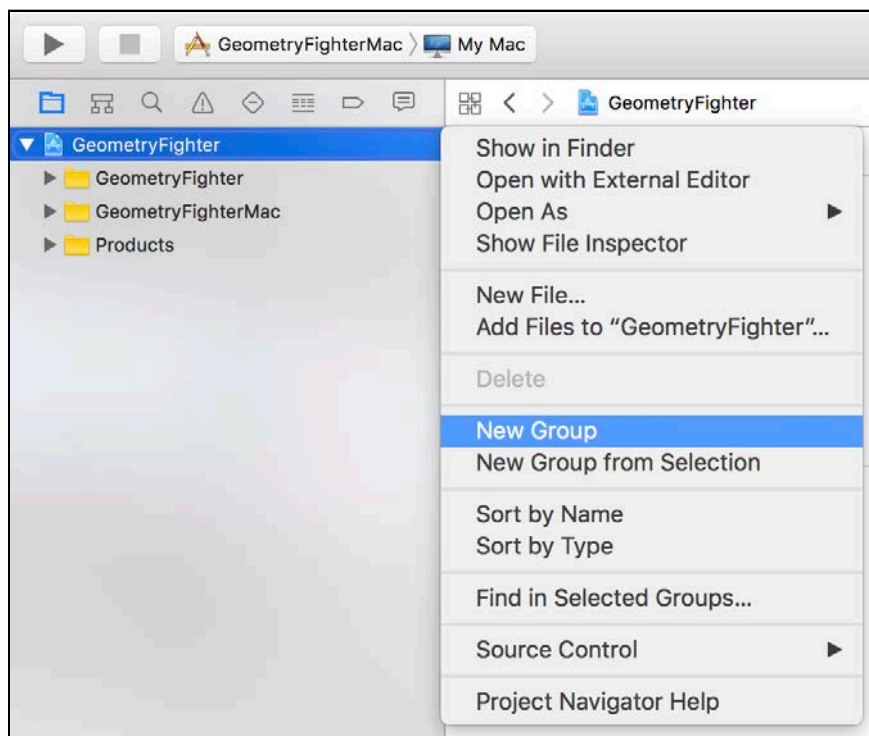 GeometryFighterMac 〉 My Mac
GeometryFighter
GeometryFighter
GeometryFighter
GeometryFighterMac
Products
Show in Finder
Open with External Editor
Open As
Show File Inspector
New File...
Add Files to “GeometryFighter”...
Delete
New Group
New Group from Selection
Sort by Name
Sort by Type
Find in Selected Groups...
Source Control
Project Navigator Help